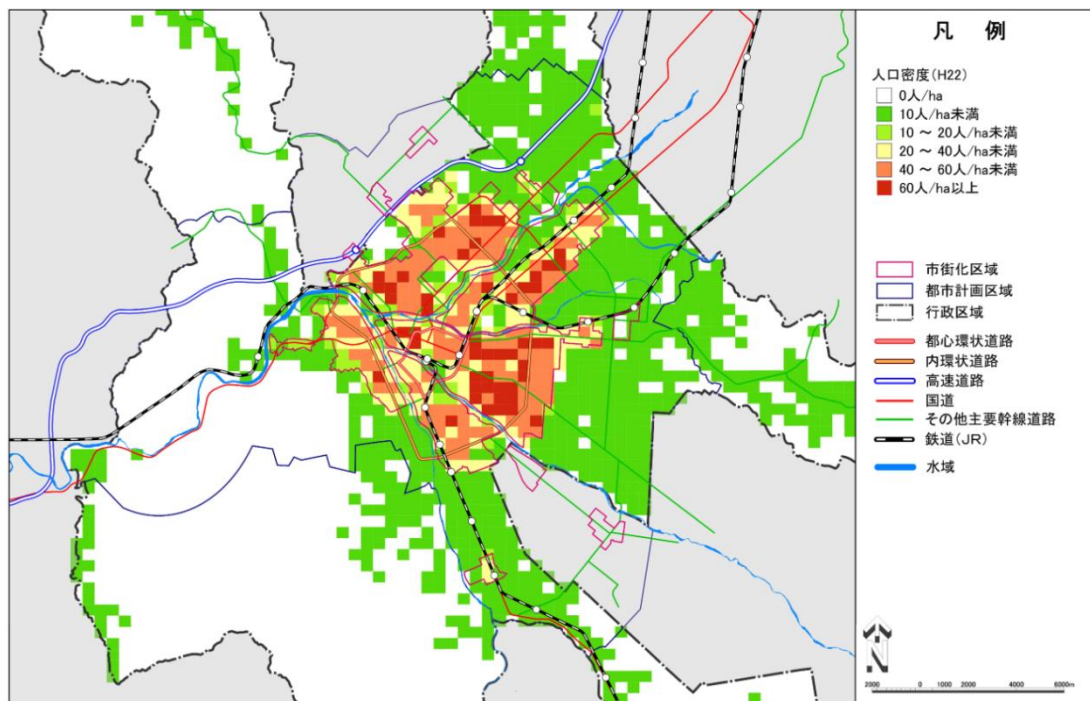 凡 例
人口密度(H22)
0人/ha
10人/ha未満
10 ~ 20人/ha未満
20 ~ 40人/ha未満
40 ~ 60人/ha未満
60人/ha以上
市街化区域
都市計画区域
行政区域
都心環状道路
内環状道路
高速道路
国道
その他主要幹線道路
鉄道(JR)
水域
N
2000 0 1000 2000 4000 6000m